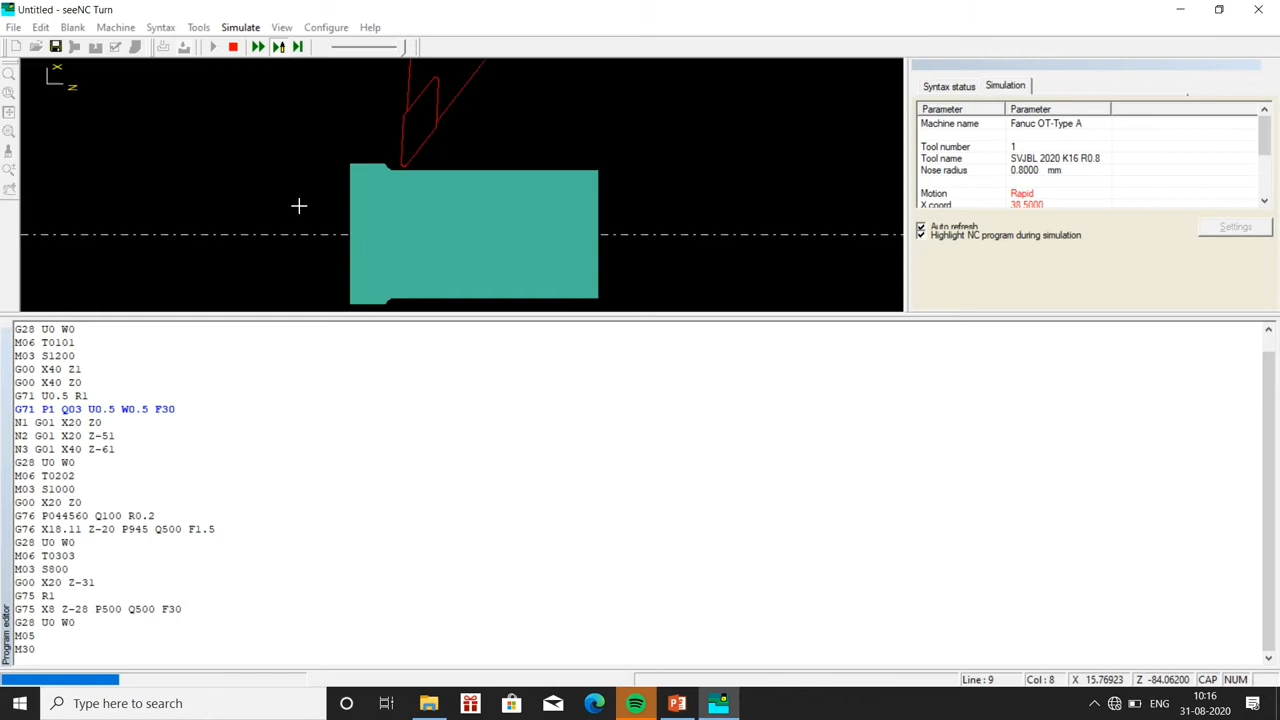 Untitled - seeNC Turn
File Edit Blank Machine Syntax Tools Simulate View Configure Help
X
Z
Syntax status Simulation
Parameter Parameter
Machine name Fanuc OT-Type A
Tool number 1
Tool name SVJBL 2020 K16 R0.8
Nose radius 0.8000 mm
Motion Rapid
X coord 38.5000
Auto refresh
Settings
Highlight NC program during simulation
G28 U0 W0
M06 T0101
M03 S1200
G00 X40 Z1
G00 X40 Z0
G71 U0.5 R1
G71 P1 Q03 U0.5 W0.5 F30
N1 G01 X20 Z0
N2 G01 X20 Z-51
N3 G01 X40 Z-61
G28 U0 W0
M06 T0202
M03 S1000
G00 X20 Z0
G76 P044560 Q100 R0.2
G76 X18.11 Z-20 P945 Q500 F1.5
G28 U0 W0
M06 T0303
M03 S800
G00 X20 Z-31
G75 R1
G75 X8 Z-28 P500 Q500 F30
G28 U0 W0
M05
M30
Program editor
Line : 9 Col : 8 X 15.76923 Z -84.06200 CAP NUM
Type here to search
ENG
10:16
31-08-2020